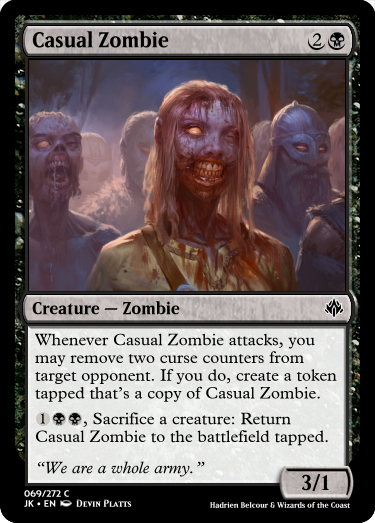 Casual Zombie 2
Creature — Zombie
Whenever Casual Zombie attacks, you
may remove two curse counters from
target opponent. If you do, create a token
tapped that's a copy of Casual Zombie.
1, Sacrifice a creature: Return
Casual Zombie to the battlefield tapped.
“We are a whole army.”
3/1
069/272 C
JK • EN Devin Platts
Hadrien Belcour & Wizards of the Coast